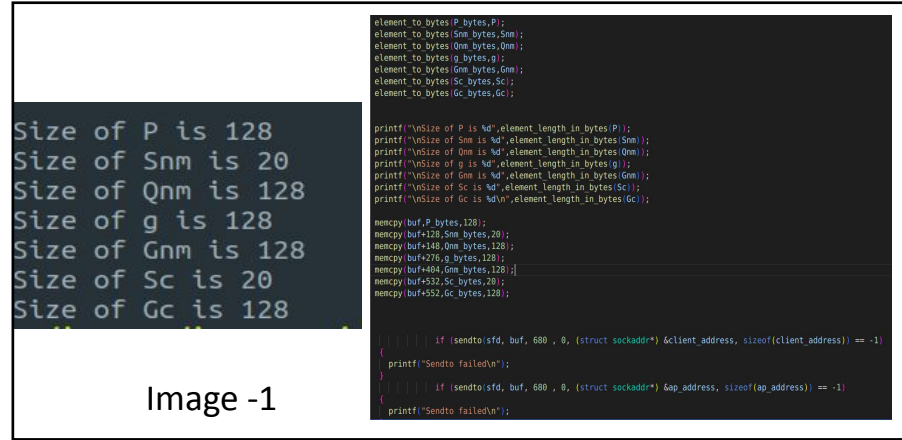 Size of P is 128
Size of Snm is 20
Size of Qnm is 128
Size of g is 128
Size of Gnm is 128
Size of Sc is 20
Size of Gc is 128
Image -1
element_to_bytes(P_bytes,P);
element_to_bytes(Snm_bytes,Snm);
element_to_bytes(Qnm_bytes,Qnm);
element_to_bytes(g_bytes,g);
element_to_bytes(Gnm_bytes,Gnm);
element_to_bytes(Sc_bytes,Sc);
element_to_bytes(Gc_bytes,Gc);
printf("\nSize of P is %d",element_length_in_bytes(P));
printf("\nSize of Snm is %d",element_length_in_bytes(Snm));
printf("\nSize of Qnm is %d",element_length_in_bytes(Qnm));
printf("\nSize of g is %d",element_length_in_bytes(g));
printf("\nSize of Gnm is %d",element_length_in_bytes(Gnm));
printf("\nSize of Sc is %d",element_length_in_bytes(Sc));
printf("\nSize of Gc is %d\n",element_length_in_bytes(Gc));
memcpy(buf,P_bytes,128);
memcpy(buf+128,Snm_bytes,20);
memcpy(buf+148,Qnm_bytes,128);
memcpy(buf+276,g_bytes,128);
memcpy(buf+404,Gnm_bytes,128);
memcpy(buf+532,Sc_bytes,20);
memcpy(buf+552,Gc_bytes,128);
if (sendto(sfd, buf, 680 , 0, (struct sockaddr*) &client_address, sizeof(client_address)) == -1)
{
printf("Sendto failed\n");
}
if (sendto(sfd, buf, 680 , 0, (struct sockaddr*) &ap_address, sizeof(ap_address)) == -1)
{
printf("Sendto failed\n");